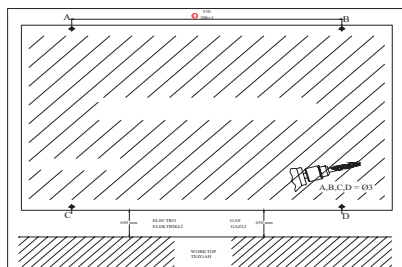 A
B
A,B,C,D = Ø3
C
D
ELECTRO
ELEKTRİKLİ
GAS
GAZLI
WORKTOP
TEZGAH